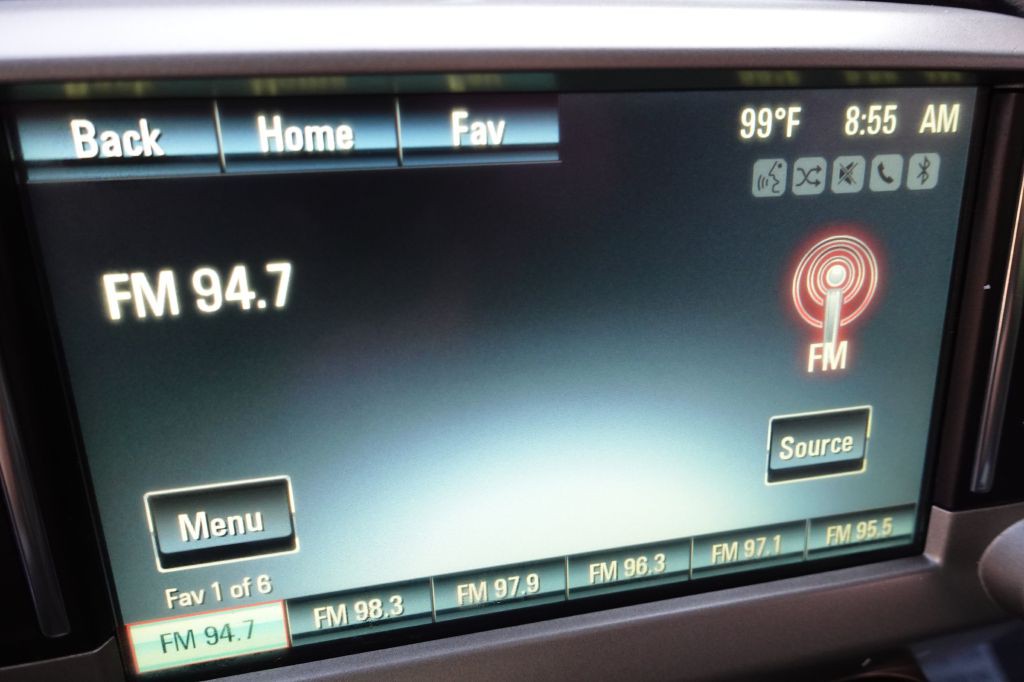 Back Home Fav 99°F 8:55 AM
FM 94.7
FM
Source
Menu
Fav 1 of 6
FM 94.7 FM 98.3 FM 97.9 FM 96.3 FM 97.1 FM 95.5